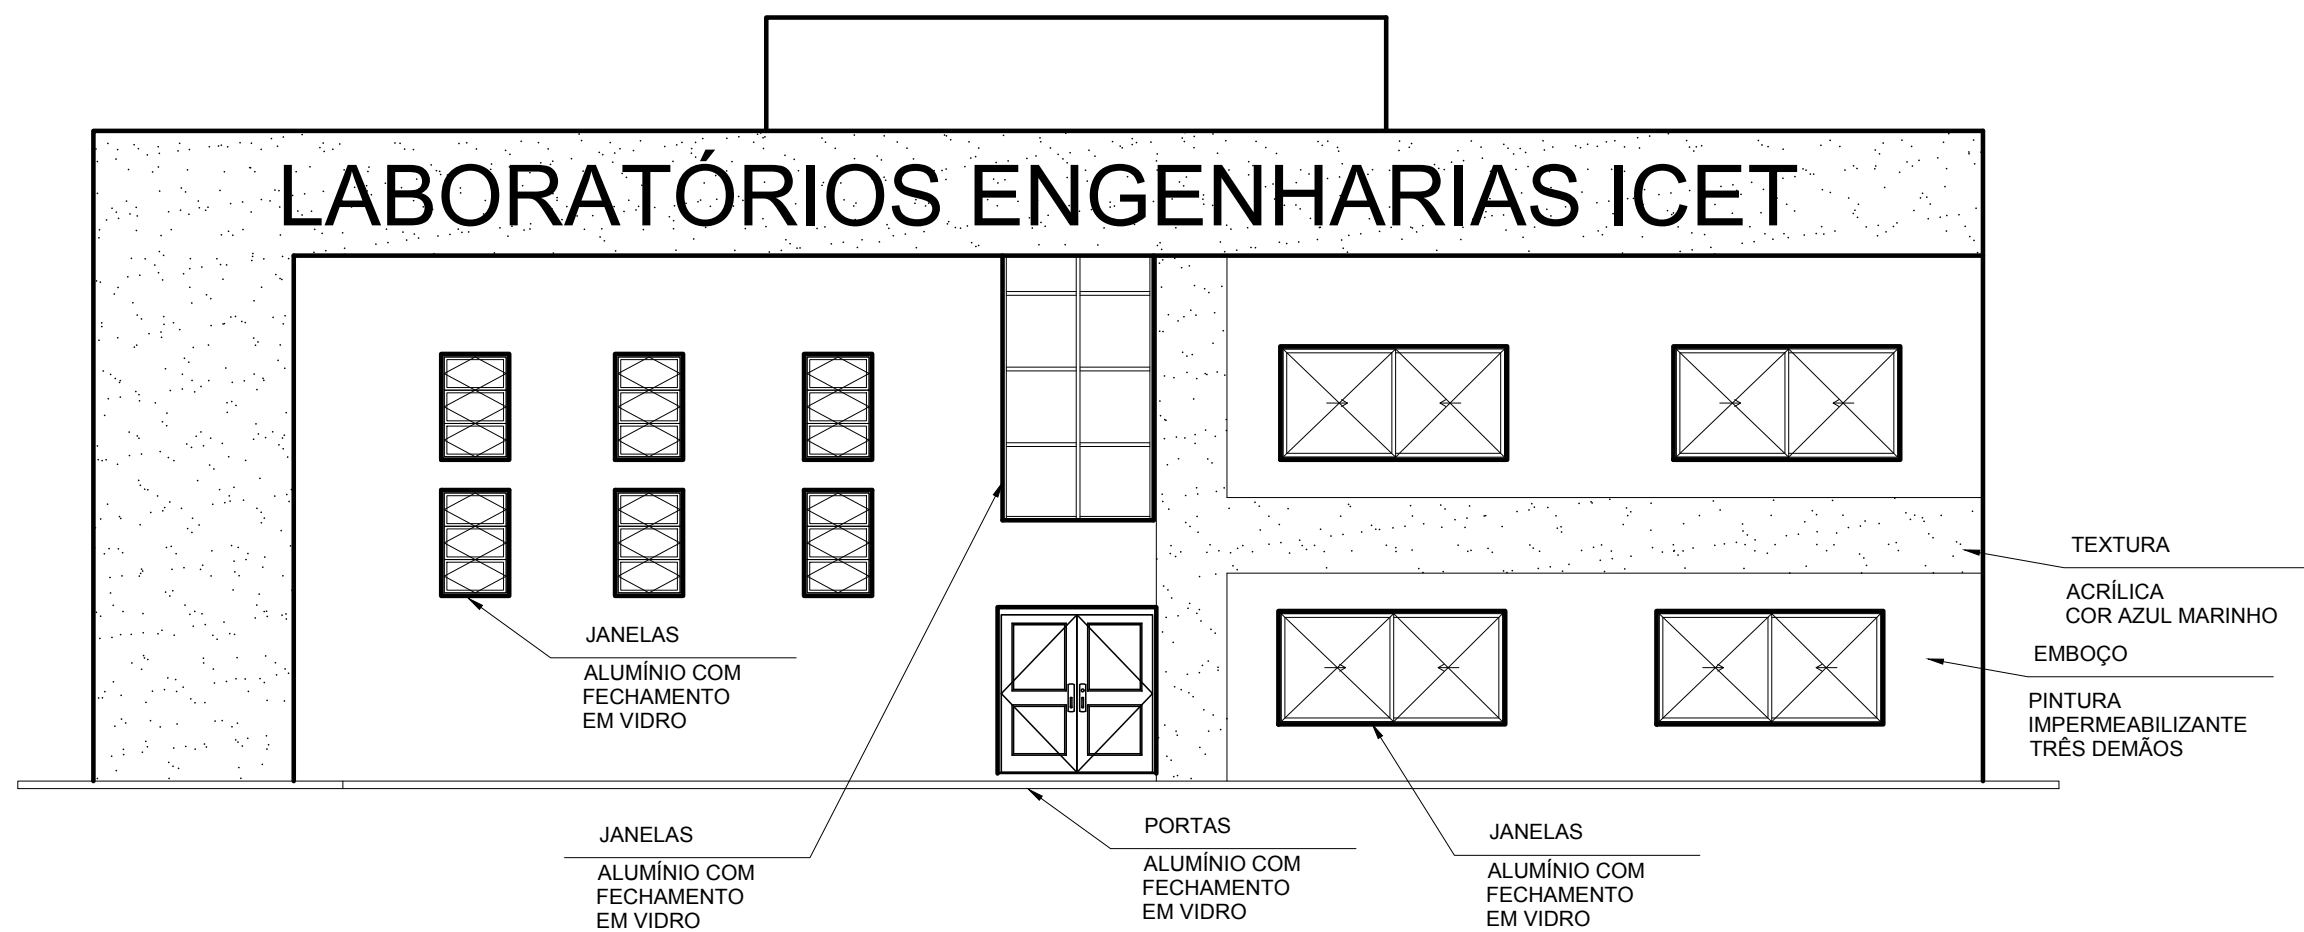 LABORATÓRIOS ENGENHARIAS ICET
TEXTURA
ACRÍLICA
COR AZUL MARINHO
EMBOÇO
PINTURA
IMPERMEABILIZANTE
TRÊS DEMÃOS
JANELAS
ALUMÍNIO COM
FECHAMENTO
EM VIDRO
JANELAS
ALUMÍNIO COM
FECHAMENTO
EM VIDRO
PORTAS
ALUMÍNIO COM
FECHAMENTO
EM VIDRO
JANELAS
ALUMÍNIO COM
FECHAMENTO
EM VIDRO